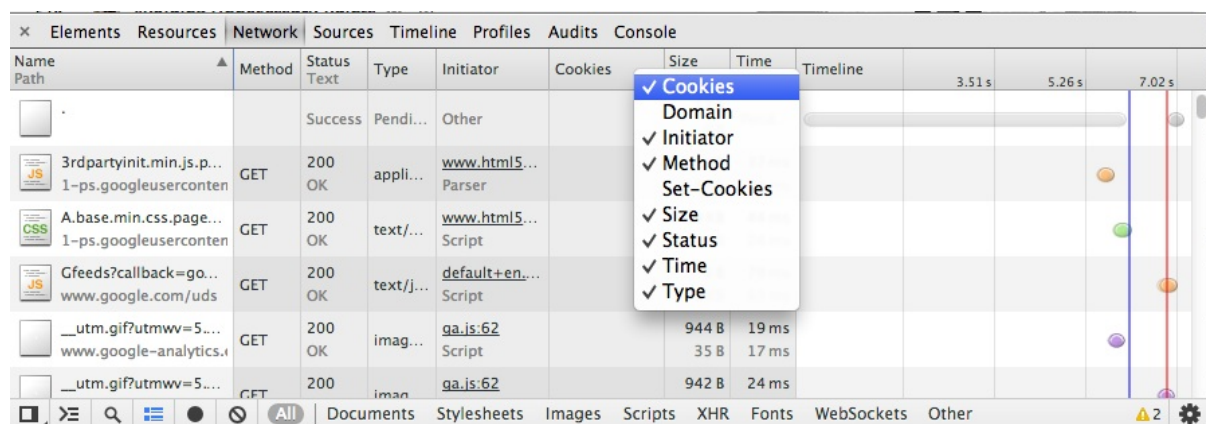 × Elements Resources Network Sources Timeline Profiles Audits Console
Name Path Method Status Text Type Initiator Cookies Size Time Timeline 3.51 s 5.26 s 7.02 s
✓ Cookies
Domain
✓ Initiator
✓ Method
Set-Cookies
✓ Size
✓ Status
✓ Time
✓ Type
. Success Pendi... Other
3rdpartyinit.min.js.p... GET 200 appli... www.html5...
1-ps.googleuserconten OK Parser
A.base.min.css.page... GET 200 text/... www.html5...
1-ps.googleuserconten OK Script
Gfeeds?callback=go... GET 200 text/j... default+en,...
www.google.com/uds OK Script
__utm.gif?utmwv=5.... GET 200 imag... ga.js:62 944 B 19 ms
www.google-analytics.c OK Script 35 B 17 ms
__utm.gif?utmwv=5.... GET 200 imag... ga.js:62 942 B 24 ms
All Documents Stylesheets Images Scripts XHR Fonts WebSockets Other 2
JS
CSS
JS